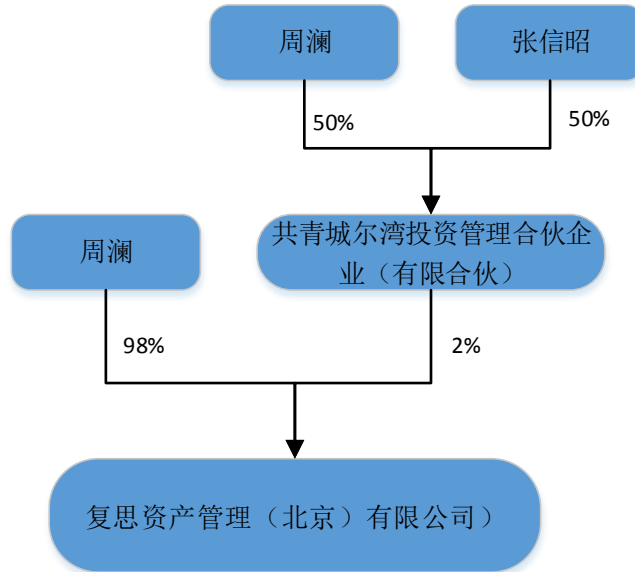 周澜
张信昭
50%
50%
共青城尔湾投资管理合伙企
业（有限合伙）
周澜
98%
2%
复思资产管理（北京）有限公司）